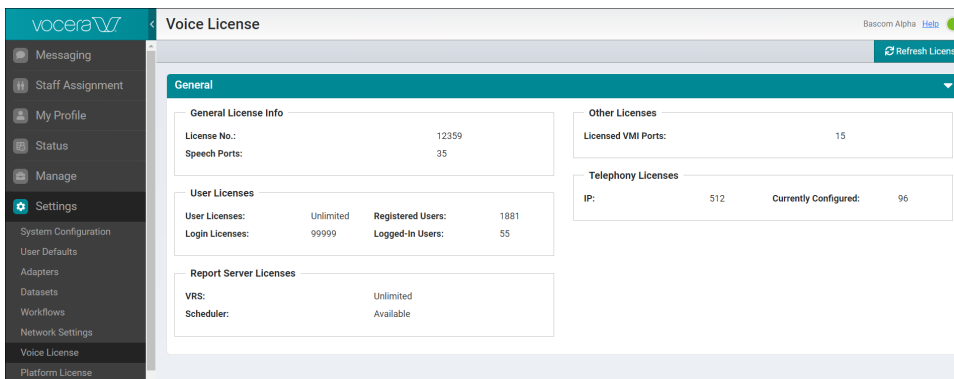 vocera
Voice License
Bascom Alpha Help
Messaging
Staff Assignment
My Profile
Status
Manage
Settings
System Configuration
User Defaults
Adapters
Datasets
Workflows
Network Settings
Voice License
Platform License
Refresh Licens
General
General License Info
License No.: 12359
Speech Ports: 35
User Licenses
User Licenses: Unlimited Registered Users: 1881
Login Licenses: 99999 Logged-In Users: 55
Report Server Licenses
VRS: Unlimited
Scheduler: Available
Other Licenses
Licensed VMI Ports: 15
Telephony Licenses
IP: 512 Currently Configured: 96